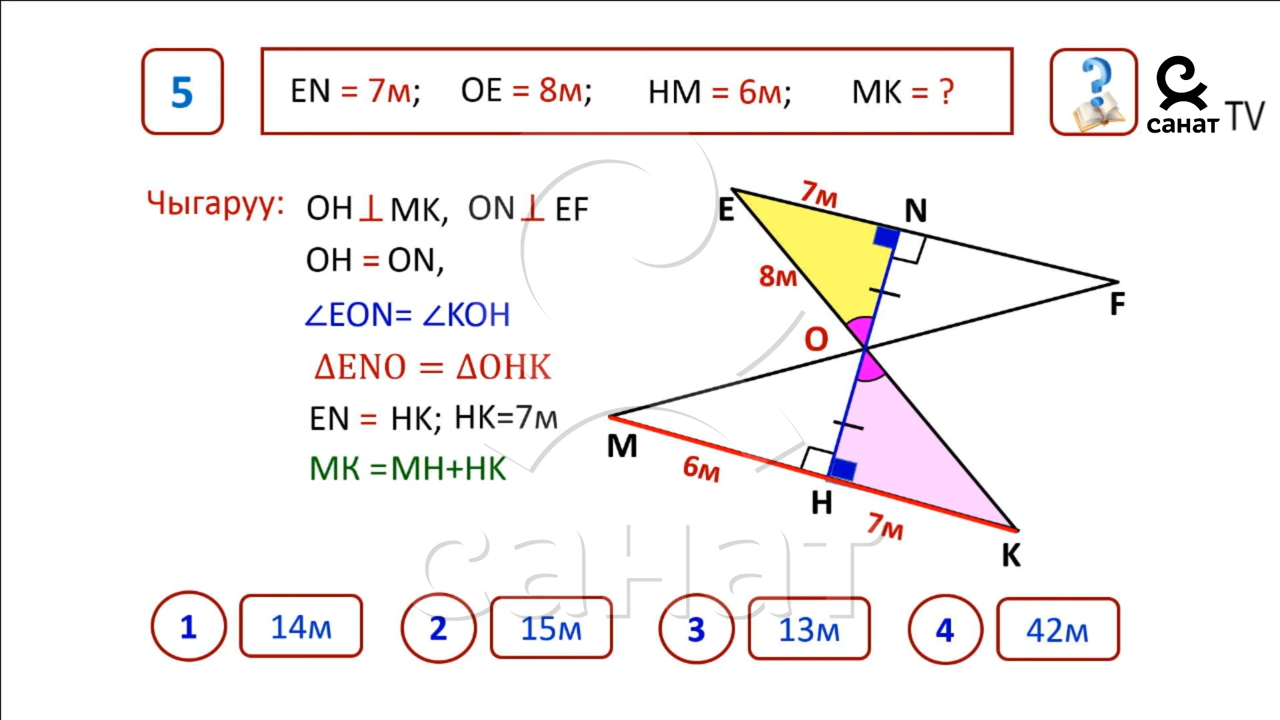 5
EN = 7м; OE = 8м; HM = 6м; MK = ?
санат TV
Чыгаруу: OH ⊥ MK, ON ⊥ EF
OH = ON,
∠EON= ∠KOH
ΔENO = ΔOHK
EN = HK; HK=7м
MK =MH+HK
E
7м
N
8м
F
O
M
6м
H
7м
K
санат
1 14м 2 15м 3 13м 4 42м